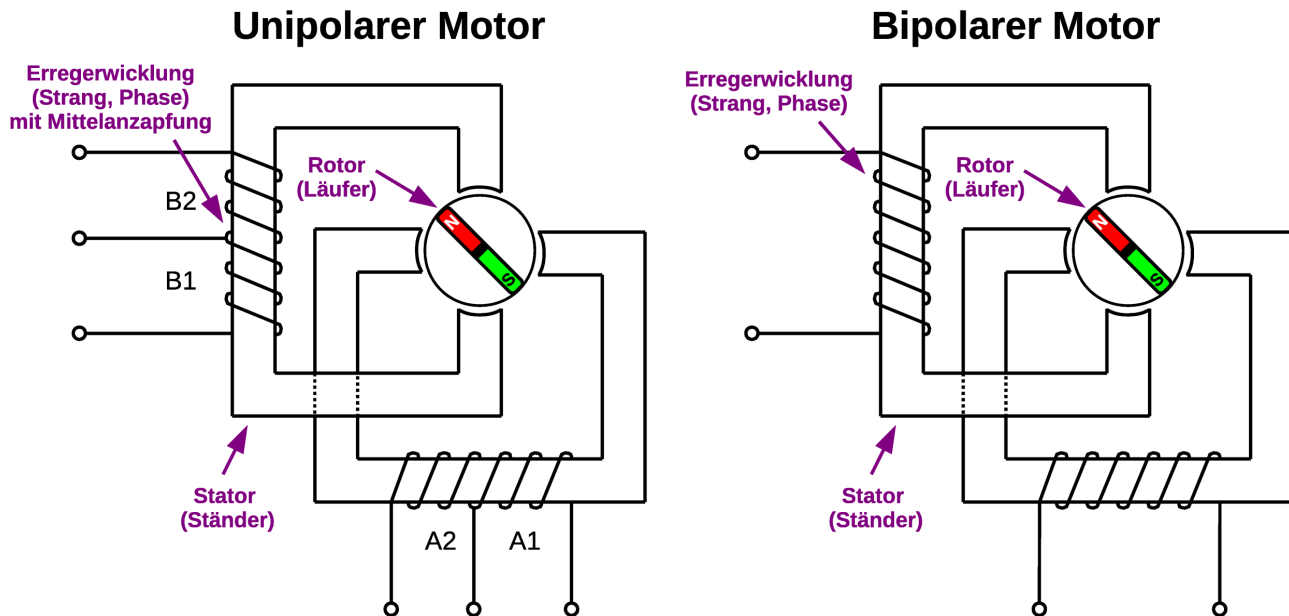 Unipolarer Motor
Erregerwicklung
(Strang, Phase)
mit Mittelanzapfung
Rotor
(Läufer)
B2
B1
N
S
Stator
(Ständer)
A2
A1
Bipolarer Motor
Erregerwicklung
(Strang, Phase)
Rotor
(Läufer)
N
S
Stator
(Ständer)